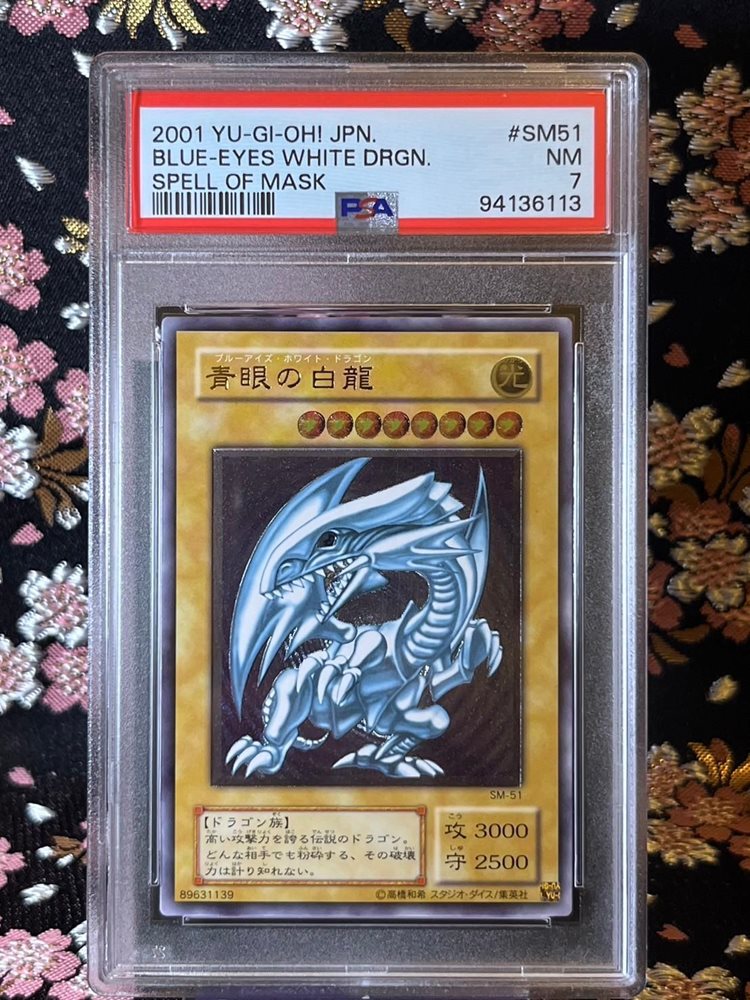 2001 YU-GI-OH! JPN. #SM51
BLUE-EYES WHITE DRGN. NM
SPELL OF MASK 7
PSA 94136113
ブルーアイズ・ホワイト・ドラゴン
青眼の白龍
光
SM-51
【ドラゴン族】
高い攻撃力を誇る伝説のドラゴン。
どんな相手でも粉砕する、その破壊
力は計り知れない。
攻 3000
守 2500
89631139
©高橋和希 スタジオ・ダイス/集英社